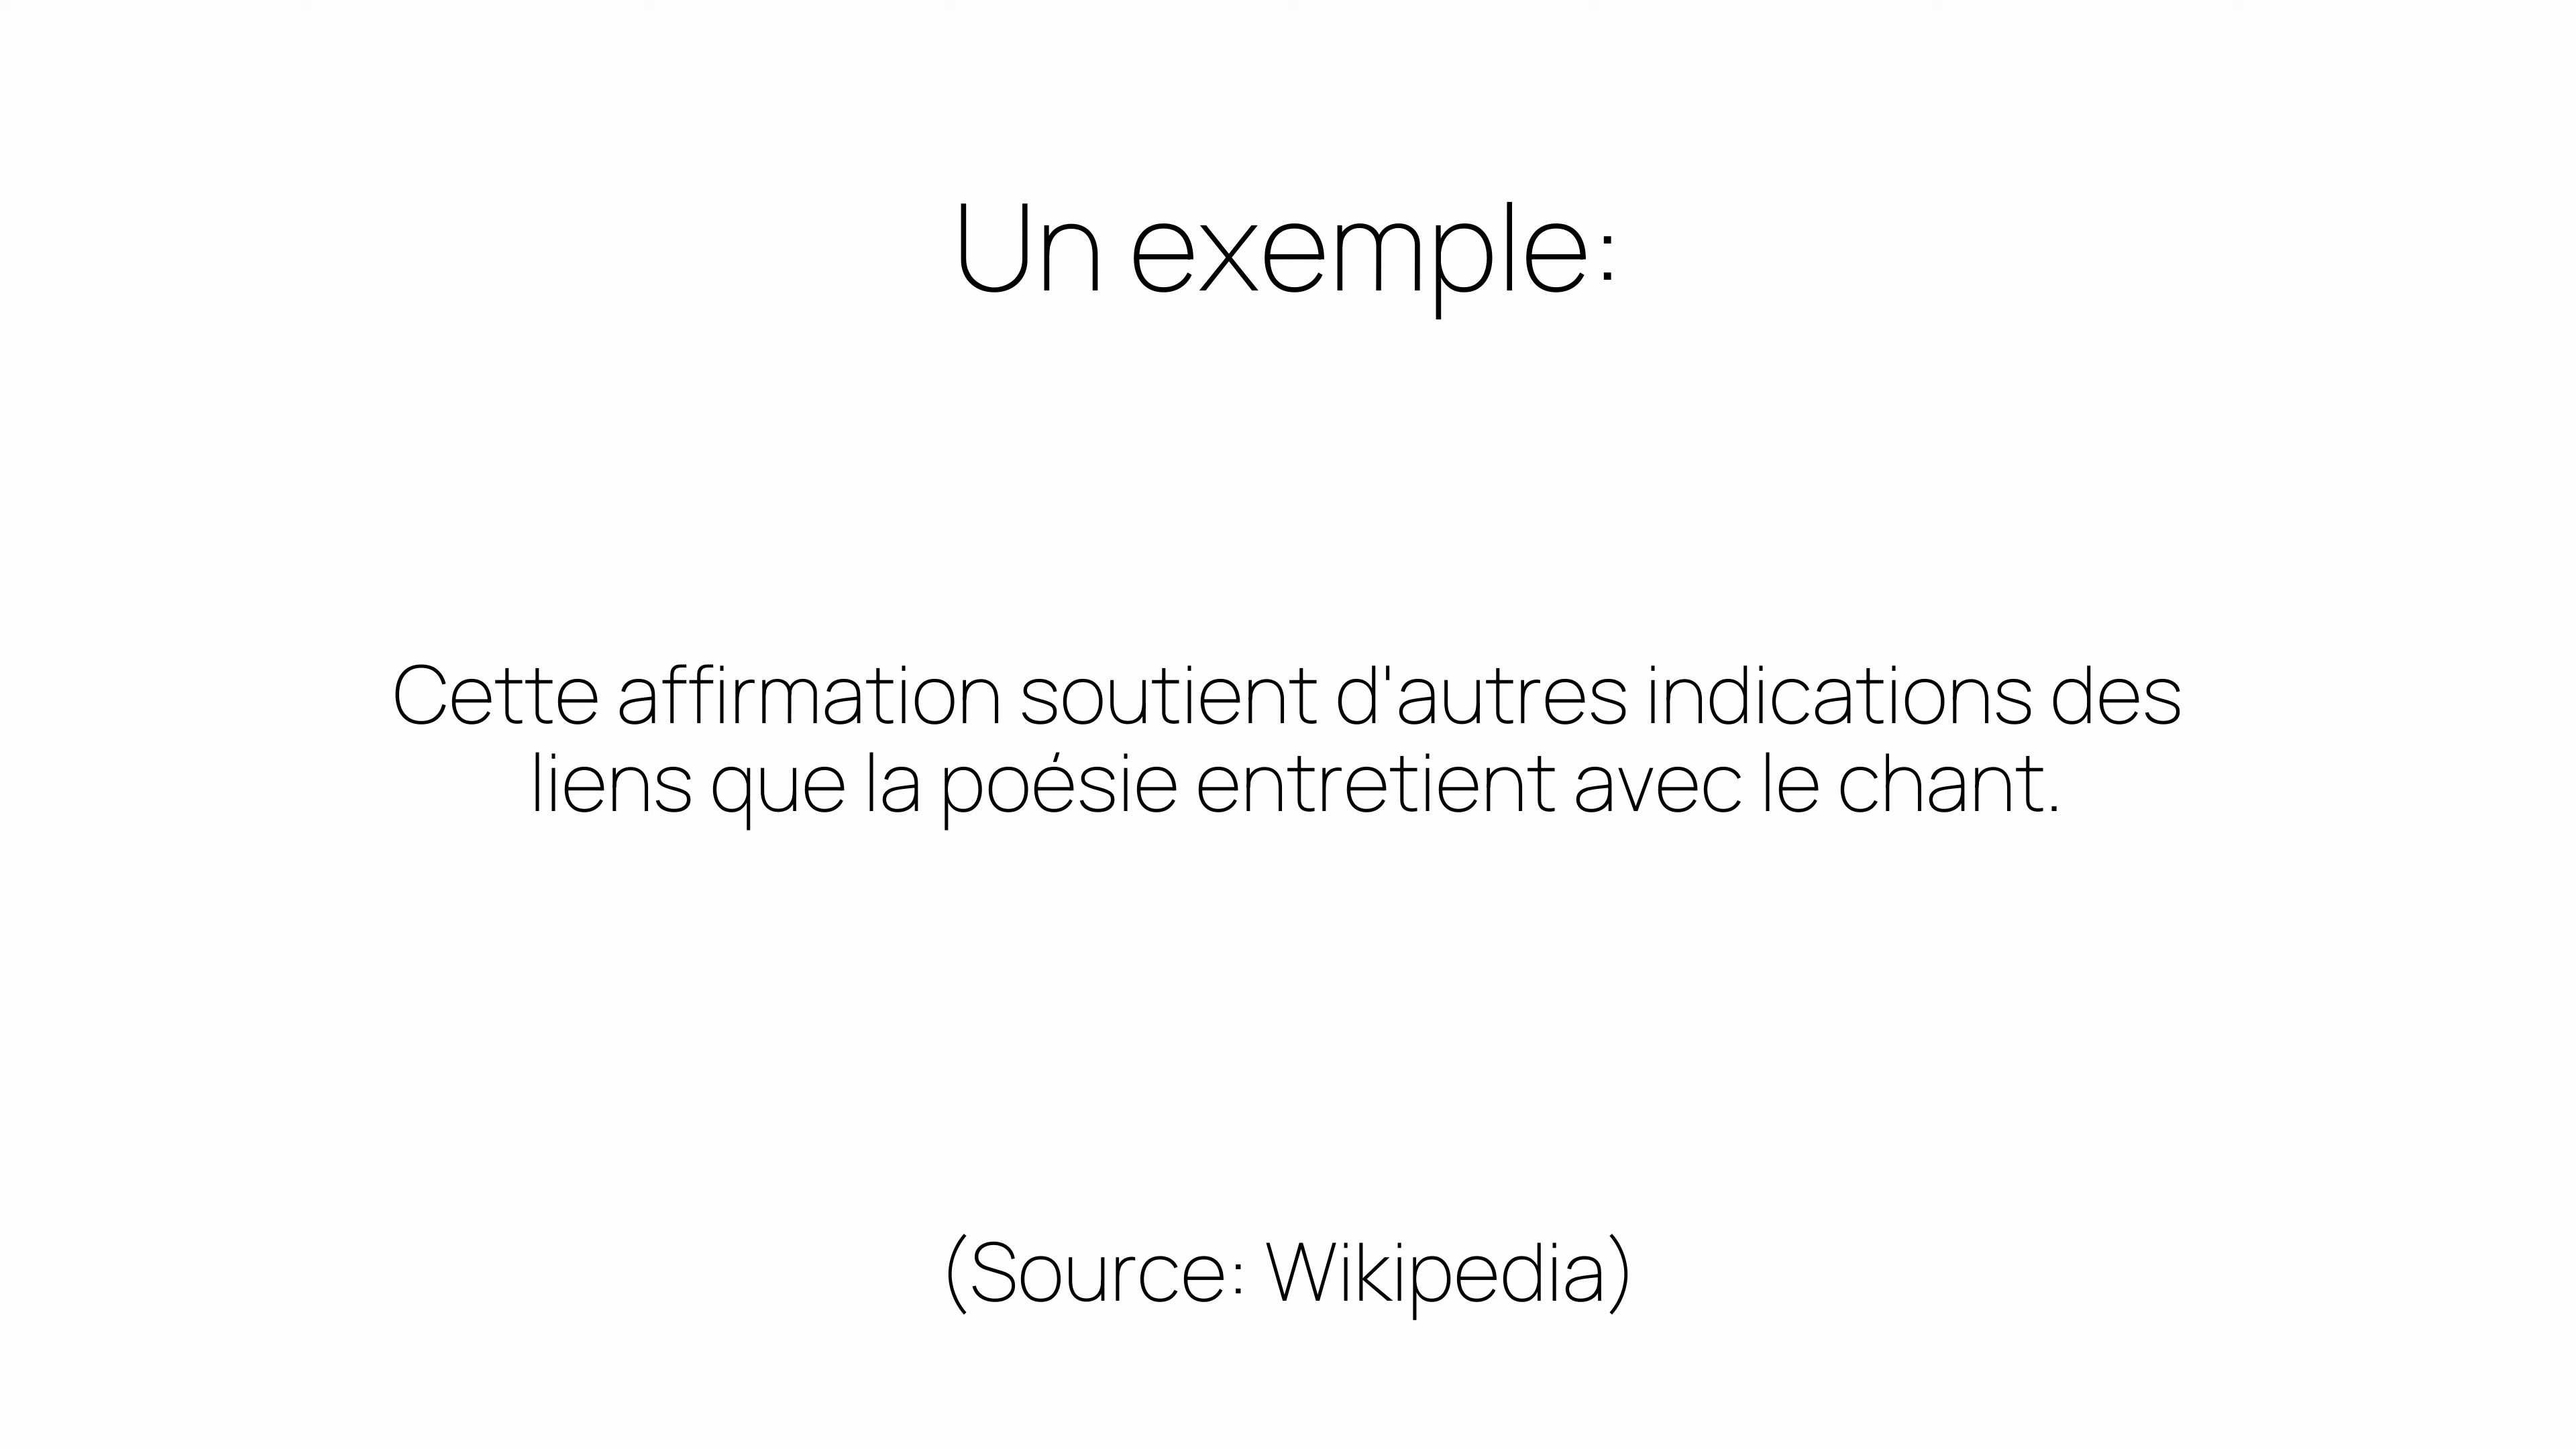 Un exemple:
Cette affirmation soutient d'autres indications des
liens que la poésie entretient avec le chant.
(Source: Wikipedia)